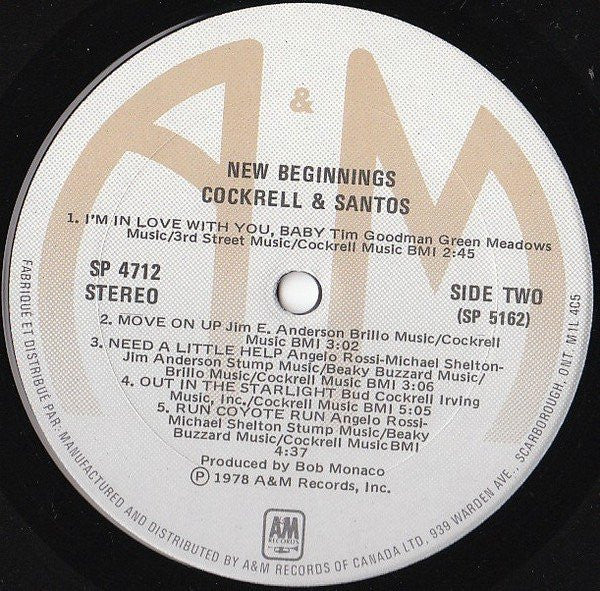 &
NEW BEGINNINGS
COCKRELL & SANTOS
1. I'M IN LOVE WITH YOU, BABY Tim Goodman Green Meadows
Music/3rd Street Music/Cockrell Music BMI 2:45
SP 4712
STEREO
SIDE TWO
(SP 5162)
2. MOVE ON UP Jim E. Anderson Brillo Music/Cockrell
Music BMI 3:02
3. NEED A LITTLE HELP Angelo Rossi-Michael Shelton-
Jim Anderson Stump Music/Beaky Buzzard Music/
Brillo Music/Cockrell Music BMI 3:06
4. OUT IN THE STARLIGHT Bud Cockrell Irving
Music, Inc./Cockrell Music BMI 5:05
5. RUN COYOTE RUN Angelo Rossi-
Michael Shelton Stump Music/Beaky
Buzzard Music/Cockrell Music BMI
4:37
Produced by Bob Monaco
Ⓟ 1978 A&M Records, Inc.
A&M
RECORDS
FABRIQUÉ ET DISTRIBUÉ PAR: MANUFACTURED AND DISTRIBUTED BY A&M RECORDS OF CANADA LTD. 939 WARDEN AVE., SCARBOROUGH, ONT. M1L 4C5